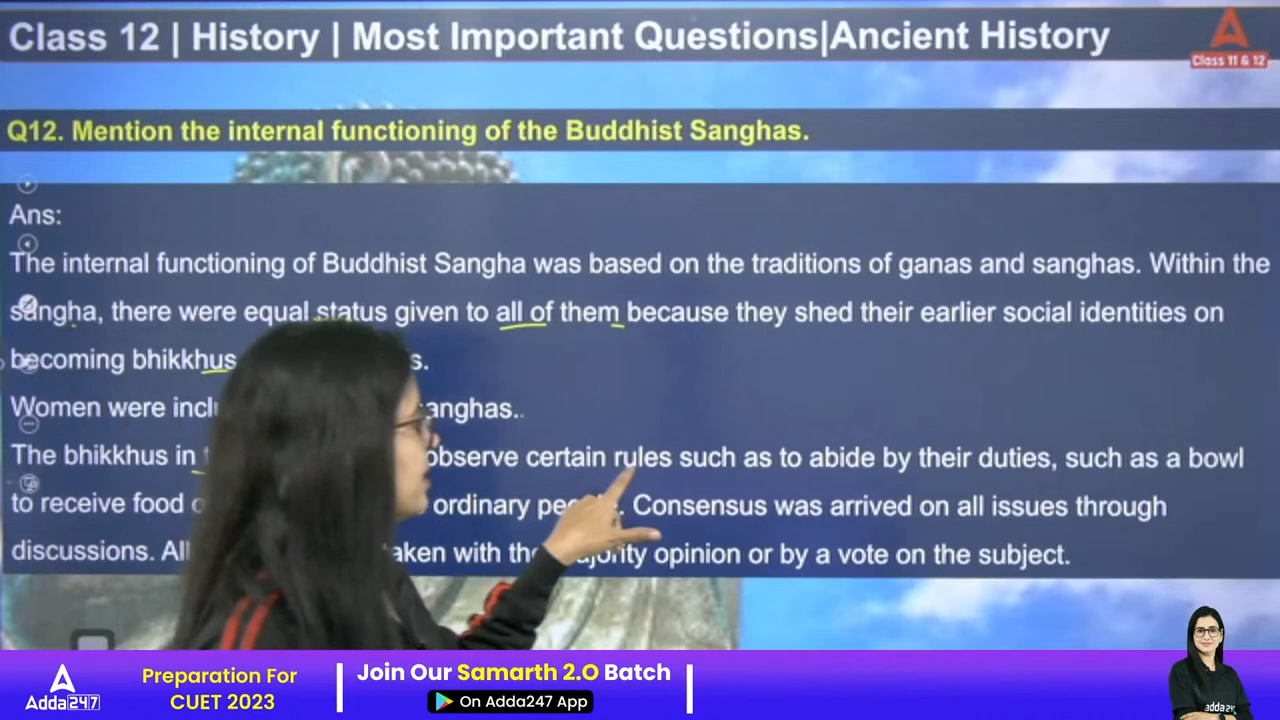 Class 12 | History | Most Important Questions|Ancient History
Class 11 & 12
Q12. Mention the internal functioning of the Buddhist Sanghas.
Ans:
The internal functioning of Buddhist Sangha was based on the traditions of ganas and sanghas. Within the
sangha, there were equal status given to all of them because they shed their earlier social identities on
becoming bhikkhus s.
Women were anghas.
The bhikkhus in observe certain rules such as to abide by their duties, such as a bowl
to receive food ordinary Consensus was arrived on all issues through
discussions. All aken with the majority opinion or by a vote on the subject.
Adda247
Preparation For
CUET 2023
Join Our Samarth 2.O Batch
On Adda247 App